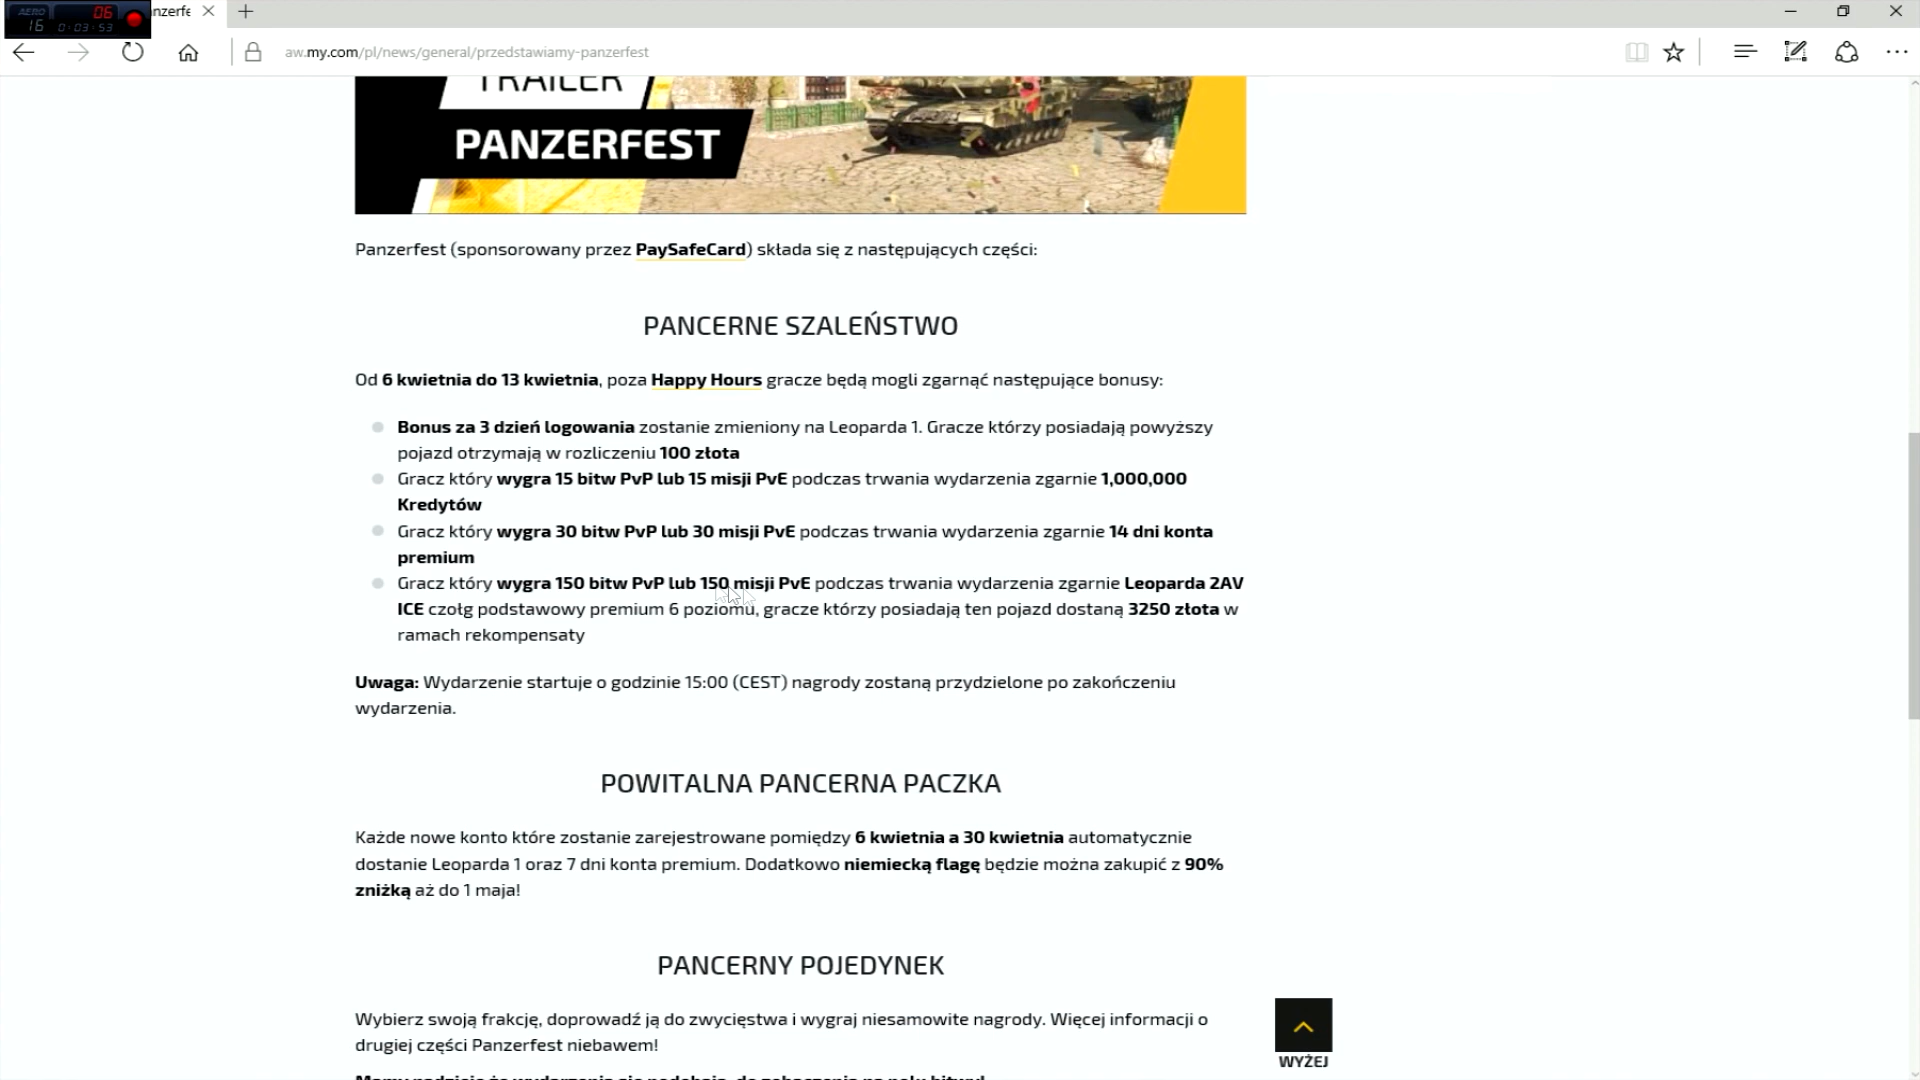 AERO 06
16 0:03:53
nzerfe
aw.my.com/pl/news/general/przedstawiamy-panzerfest
TRAILER
PANZERFEST
Panzerfest (sponsorowany przez PaySafeCard) składa się z następujących części:
PANCERNE SZALEŃSTWO
Od 6 kwietnia do 13 kwietnia, poza Happy Hours gracze będą mogli zgarnąć następujące bonusy:
Bonus za 3 dzień logowania zostanie zmieniony na Leoparda 1. Gracze którzy posiadają powyższy
pojazd otrzymają w rozliczeniu 100 złota
Gracz który wygra 15 bitw PvP lub 15 misji PvE podczas trwania wydarzenia zgarnie 1,000,000
Kredytów
Gracz który wygra 30 bitw PvP lub 30 misji PvE podczas trwania wydarzenia zgarnie 14 dni konta
premium
Gracz który wygra 150 bitw PvP lub 150 misji PvE podczas trwania wydarzenia zgarnie Leoparda 2AV
ICE czołg podstawowy premium 6 poziomu, gracze którzy posiadają ten pojazd dostaną 3250 złota w
ramach rekompensaty
Uwaga: Wydarzenie startuje o godzinie 15:00 (CEST) nagrody zostaną przydzielone po zakończeniu
wydarzenia.
POWITALNA PANCERNA PACZKA
Każde nowe konto które zostanie zarejestrowane pomiędzy 6 kwietnia a 30 kwietnia automatycznie
dostanie Leoparda 1 oraz 7 dni konta premium. Dodatkowo niemiecką flagę będzie można zakupić z 90%
zniżką aż do 1 maja!
PANCERNY POJEDYNEK
Wybierz swoją frakcję, doprowadź ją do zwycięstwa i wygraj niesamowite nagrody. Więcej informacji o
drugiej części Panzerfest niebawem!
WYŻEJ